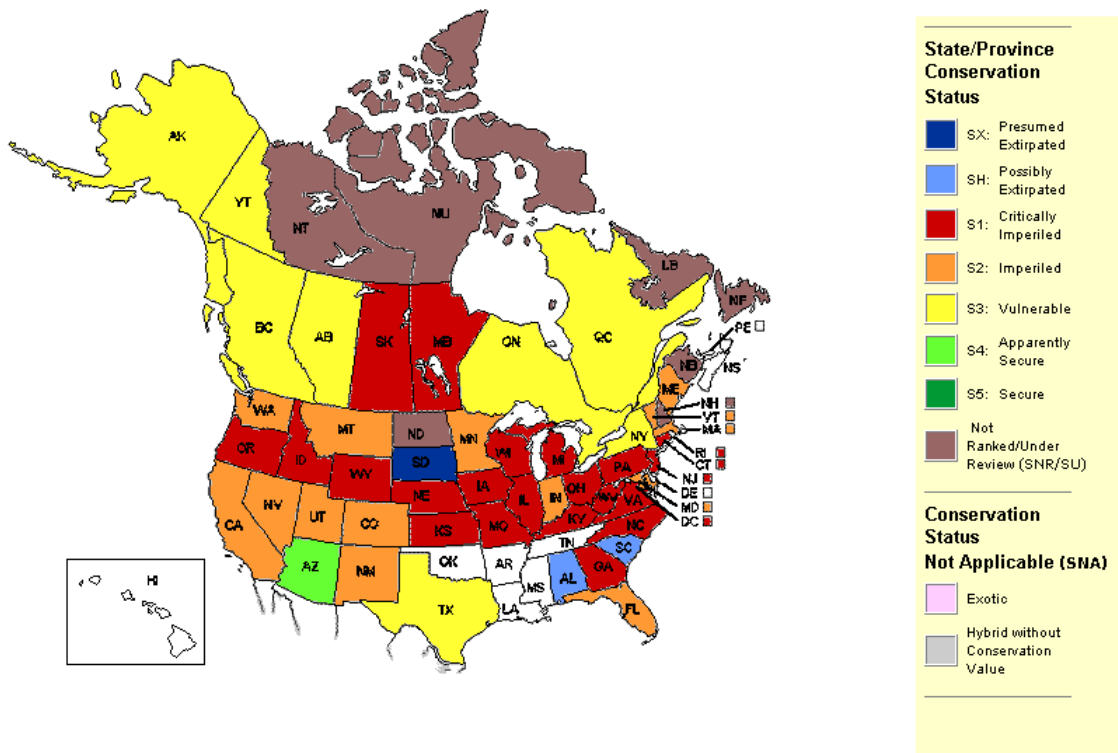 AK
YT
NT
NU
BC
AB
SK
MB
ON
QC
LB
NF
PE
NS
NB
ME
NH
VT
MA
NY
RI
CT
NJ
DE
MD
DC
WA
MT
ND
MN
OR
ID
WY
SD
WI
MI
PA
NE
IA
IL
IN
OH
WV
VA
CA
NV
UT
CO
KS
MO
KY
NC
TN
AZ
NM
OK
AR
SC
MS
AL
GA
TX
LA
FL
HI
State/Province
Conservation
Status
SX: Presumed
Extirpated
SH: Possibly
Extirpated
S1: Critically
Imperiled
S2: Imperiled
S3: Vulnerable
S4: Apparently
Secure
S5: Secure
Not
Ranked/Under
Review (SNR/SU)
Conservation
Status
Not Applicable (SNA)
Exotic
Hybrid without
Conservation
Value